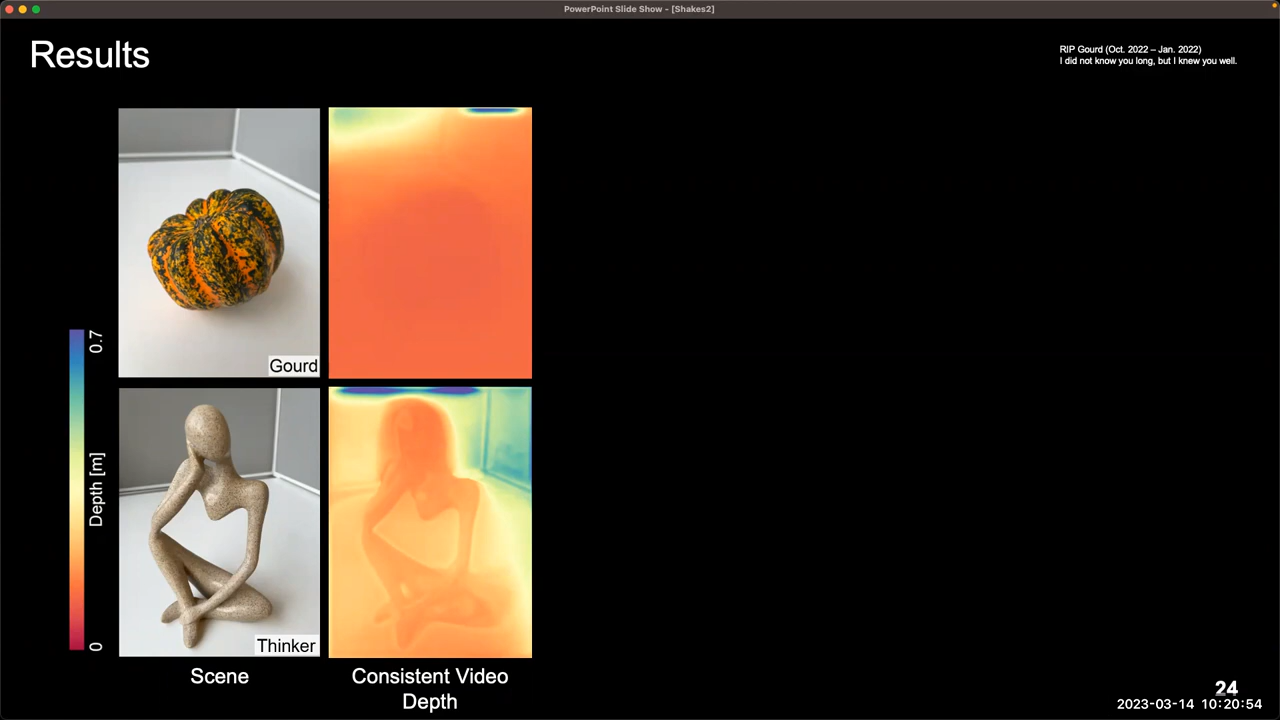 PowerPoint Slide Show - [Shakes2]
Results
RIP Gourd (Oct. 2022 – Jan. 2022)
I did not know you long, but I knew you well.
Gourd
0.7
Depth [m]
0
Thinker
Scene
Consistent Video
Depth
24
2023-03-14 10:20:54